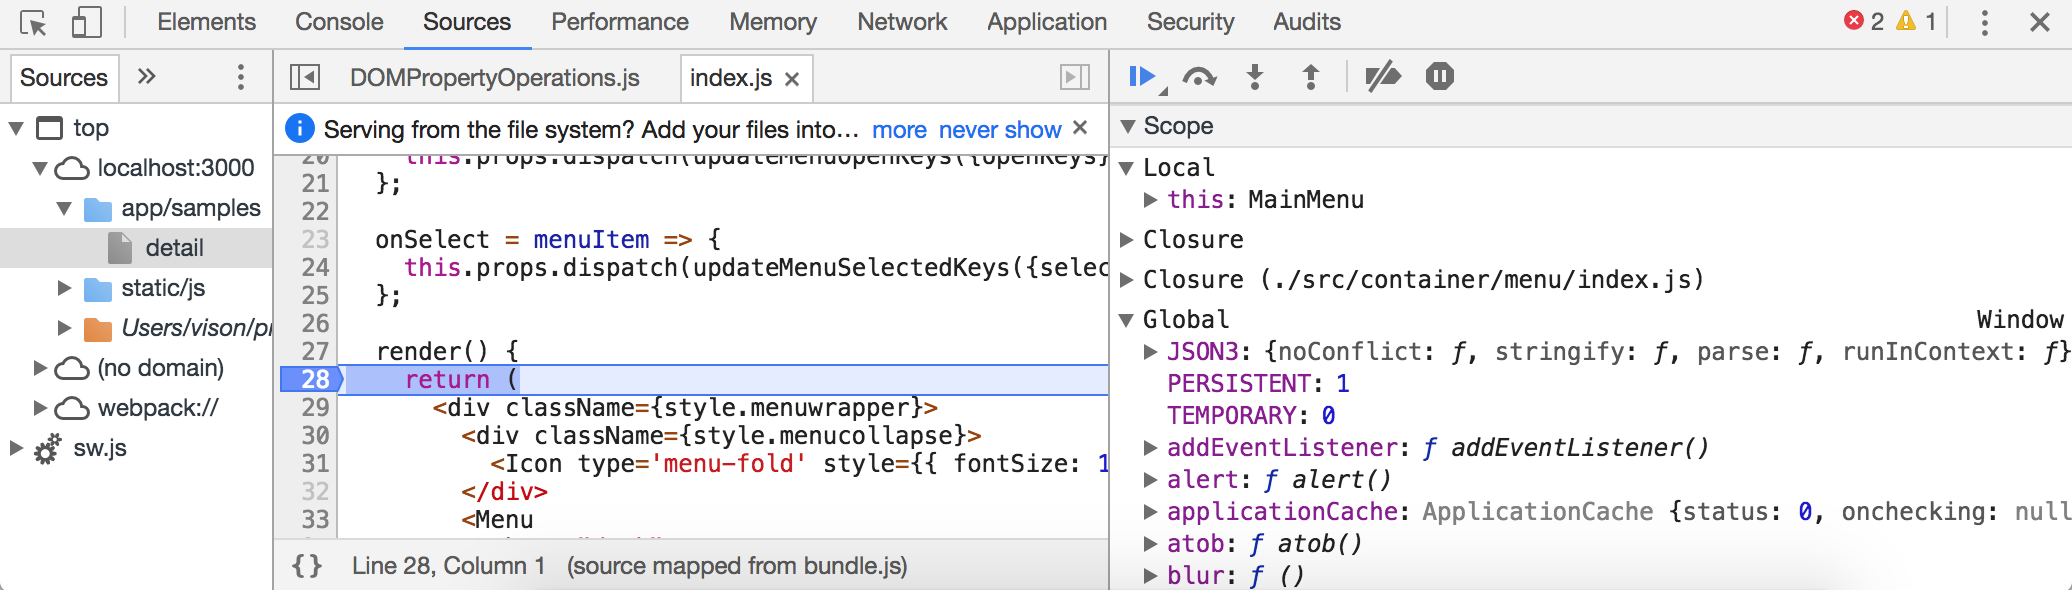 Elements Console Sources Performance Memory Network Application Security Audits 2 1
Sources DOMPropertyOperations.js index.js
top
localhost:3000
app/samples
detail
static/js
Users/vison/
(no domain)
webpack://
sw.js
Serving from the file system? Add your files into… more never show
20 this.props.dispatch(updateMenuOpenKeys({openKeys}
21 };
22
23 onSelect = menuItem => {
24 this.props.dispatch(updateMenuSelectedKeys({selec
25 };
26
27 render() {
28 return (
29 <div className={style.menuwrapper}>
30 <div className={style.menucollapse}>
31 <Icon type='menu-fold' style={{ fontSize: 1
32 </div>
33 <Menu
{} Line 28, Column 1 (source mapped from bundle.js)
Scope
Local
this: MainMenu
Closure
Closure (./src/container/menu/index.js)
Global Window
JSON3: {noConflict: ƒ, stringify: ƒ, parse: ƒ, runInContext: ƒ}
PERSISTENT: 1
TEMPORARY: 0
addEventListener: ƒ addEventListener()
alert: ƒ alert()
applicationCache: ApplicationCache {status: 0, onchecking: null
atob: ƒ atob()
blur: ƒ ()